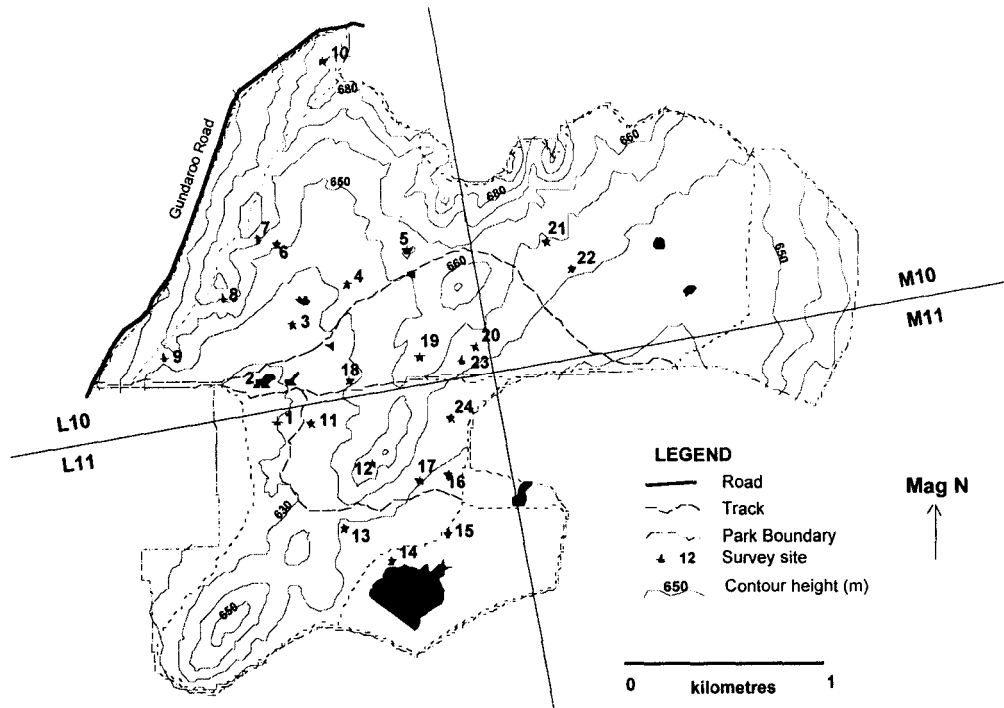 10
680
Gundaroo Road
660
650
680
7
6
5
21
22
650
8
4
660
M10
M11
3
9
19
20
23
2
18
L10
L11
1
11
24
12
17
16
630
13
15
14
650
LEGEND
Road
Track
Park Boundary
12 Survey site
650 Contour height (m)
Mag N
0 kilometres 1